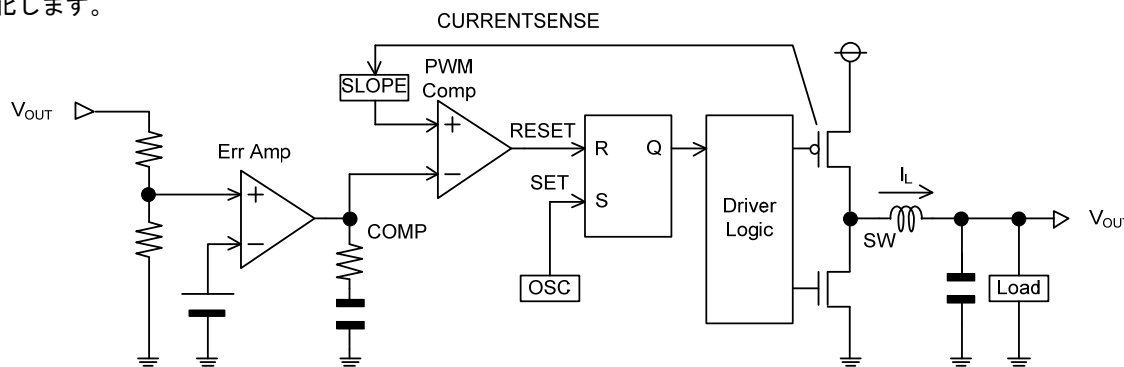 化します。
CURRENTSENSE
SLOPE
PWM
Comp
VOUT
Err Amp
+
−
COMP
+
−
RESET
SET
R
Q
S
OSC
Driver
Logic
IL
SW
Load
VOU